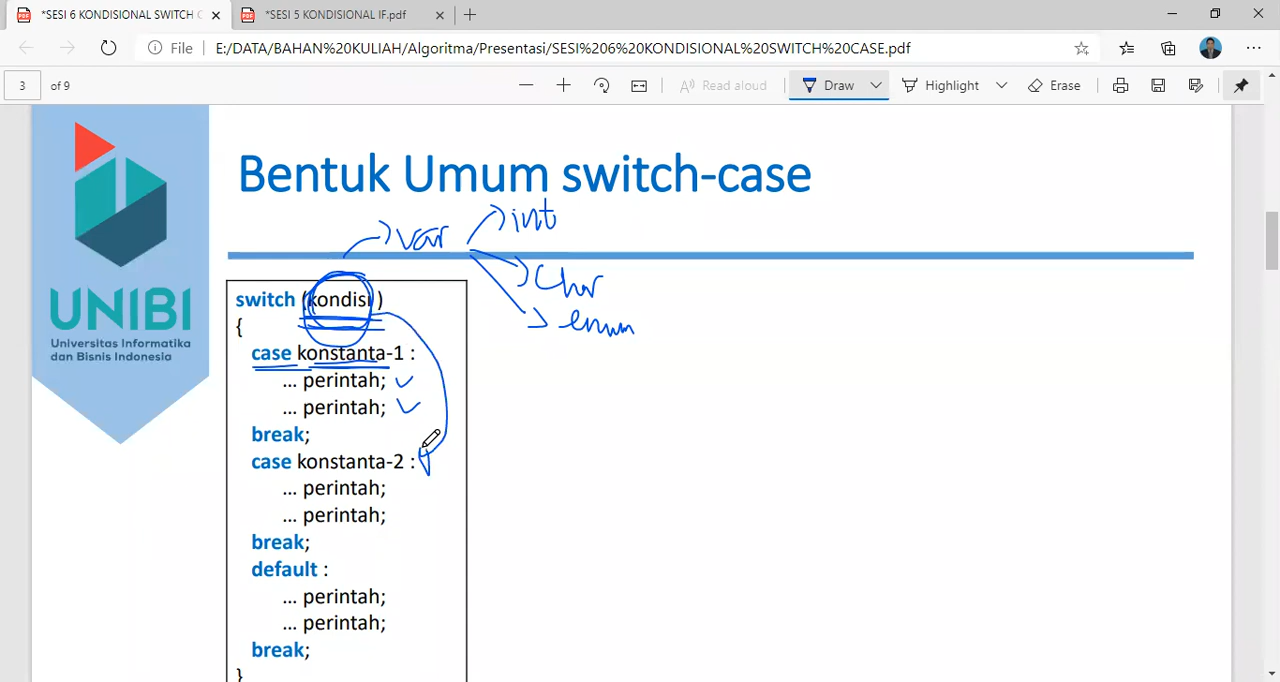 *SESI 6 KONDISIONAL SWITCH C
*SESI 5 KONDISIONAL IF.pdf
File
E:/DATA/BAHAN%20KULIAH/Algoritma/Presentasi/SESI%206%20KONDISIONAL%20SWITCH%20CASE.pdf
3 of 9
Read aloud
Draw
Highlight
Erase
UNIBI
Universitas Informatika
dan Bisnis Indonesia
Bentuk Umum switch-case
var
int
Char
enum
switch (kondisi )
{
case konstanta-1 :
... perintah;
... perintah;
break;
case konstanta-2 :
... perintah;
... perintah;
break;
default :
... perintah;
... perintah;
break;
}